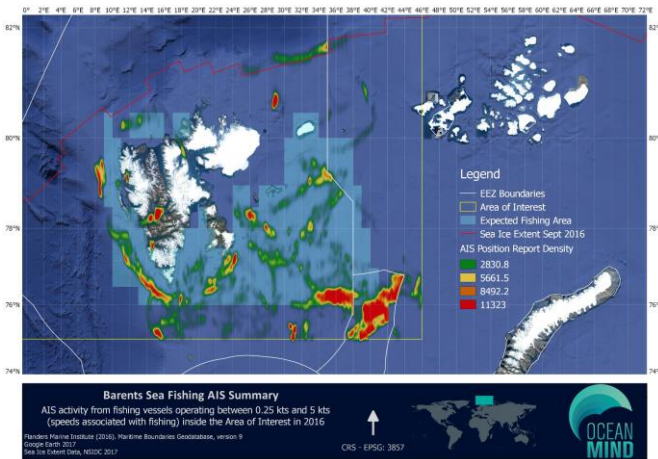 0° 2°E 4°E 6°E 8°E 10°E 12°E 14°E 16°E 18°E 20°E 22°E 24°E 26°E 28°E 30°E 32°E 34°E 36°E 38°E 40°E 42°E 44°E 46°E 48°E 50°E 52°E 54°E 56°E 58°E 60°E 62°E 64°E 66°E 68°E 70°E 72°E
82°N 82°N
80°N 80°N
78°N 78°N
76°N 76°N
74°N 74°N
Legend
EEZ Boundaries
Area of Interest
Expected Fishing Area
Sea Ice Extent Sept 2016
AIS Position Report Density
2830.8
5661.5
8492.2
11323
Barents Sea Fishing AIS Summary
AIS activity from fishing vessels operating between 0.25 kts and 5 kts
(speeds associated with fishing) inside the Area of Interest in 2016
Flanders Marine Institute (2016). Maritime Boundaries Geodatabase, version 9
Google Earth 2017
Sea Ice Extent Data, NSIDC 2017
CRS - EPSG: 3857
OCEAN
MIND